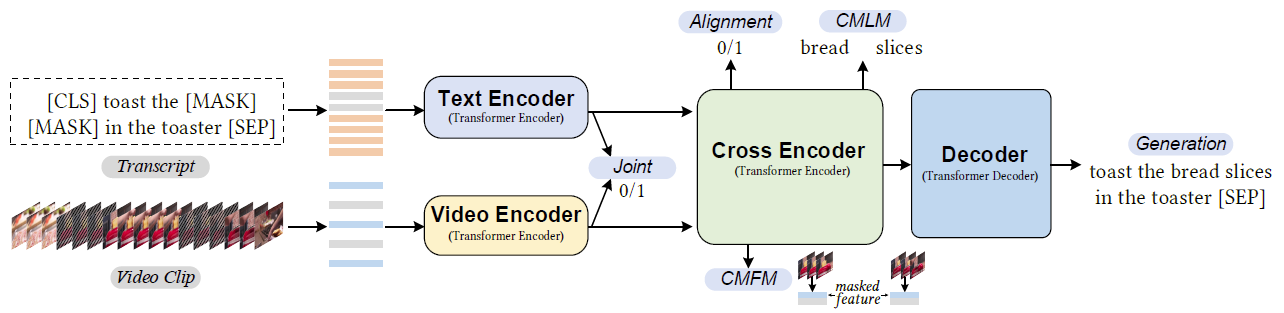 [CLS] toast the [MASK]
[MASK] in the toaster [SEP]
Transcript
Video Clip
Text Encoder
(Transformer Encoder)
Joint
0/1
Video Encoder
(Transformer Encoder)
Alignment
0/1
CMLM
bread slices
Cross Encoder
(Transformer Encoder)
CMFM
masked
feature
Decoder
(Transformer Decoder)
Generation
toast the bread slices
in the toaster [SEP]